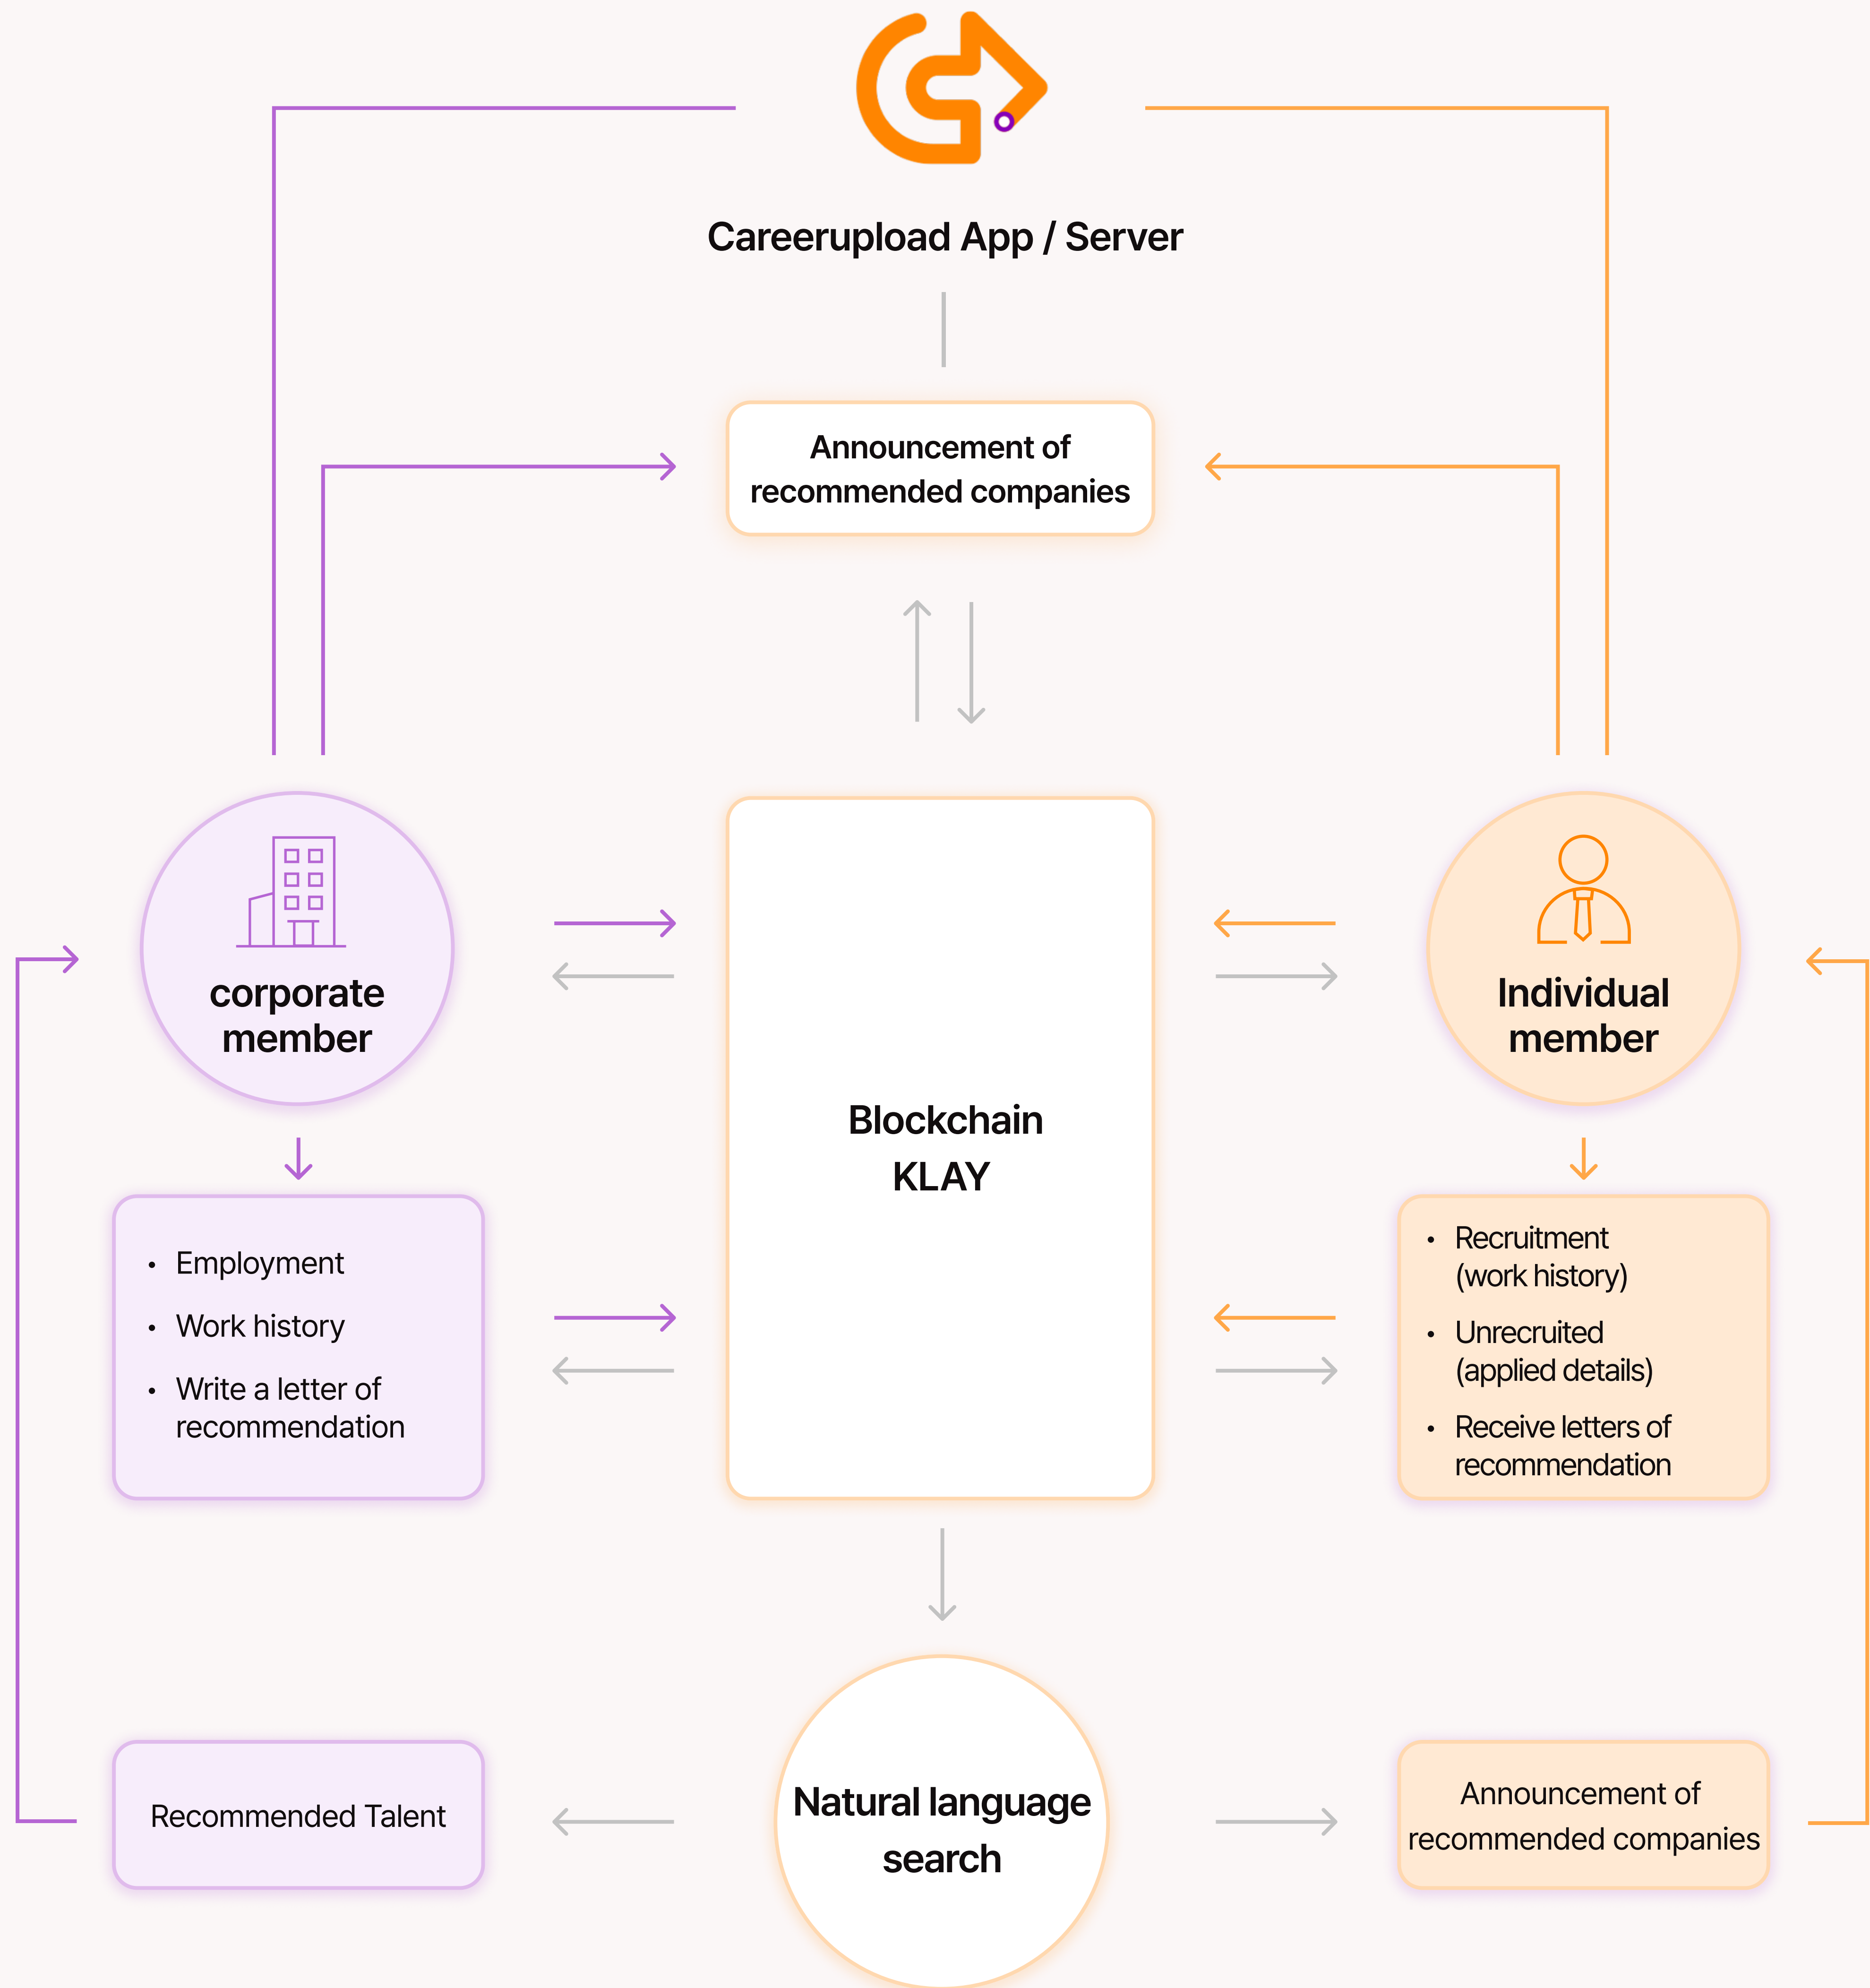 Careerupload App / Server
Announcement of
recommended companies
corporate
member
Blockchain
KLAY
Individual
member
• Employment
• Work history
• Write a letter of
recommendation
• Recruitment
(work history)
• Unrecruited
(applied details)
• Receive letters of
recommendation
Recommended Talent
Natural language
search
Announcement of
recommended companies